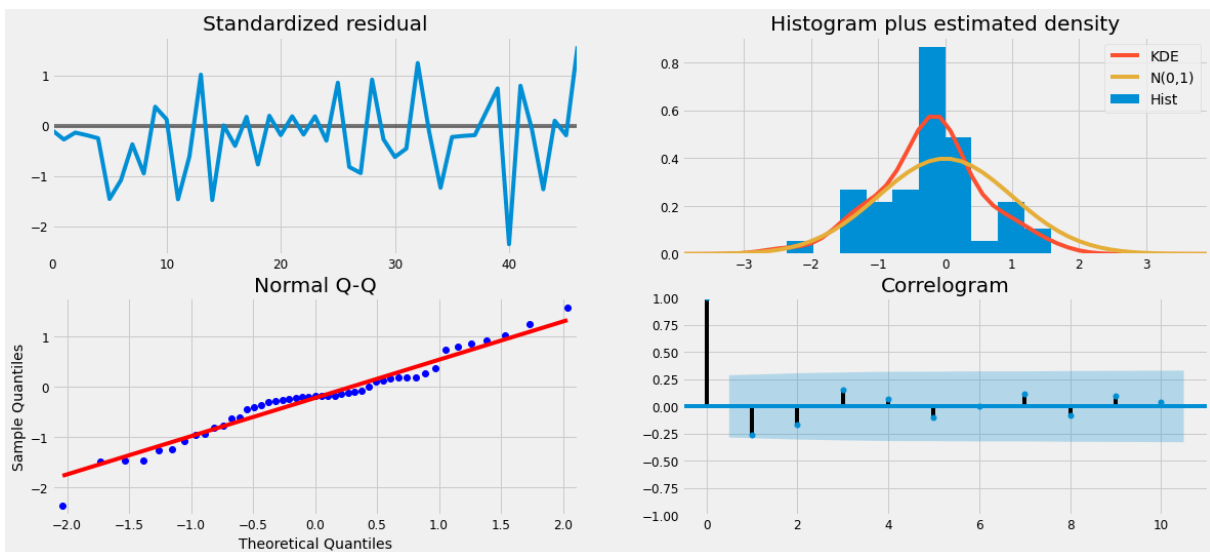 Standardized residual
1
0
−1
−2
0 10 20 30 40
Histogram plus estimated density
KDE
N(0,1)
Hist
0.8
0.6
0.4
0.2
0.0
−3 −2 −1 0 1 2 3
Normal Q-Q
Sample Quantiles
1
0
−1
−2
−2.0 −1.5 −1.0 −0.5 0.0 0.5 1.0 1.5 2.0
Theoretical Quantiles
Correlogram
1.00
0.75
0.50
0.25
0.00
−0.25
−0.50
−0.75
−1.00
0 2 4 6 8 10